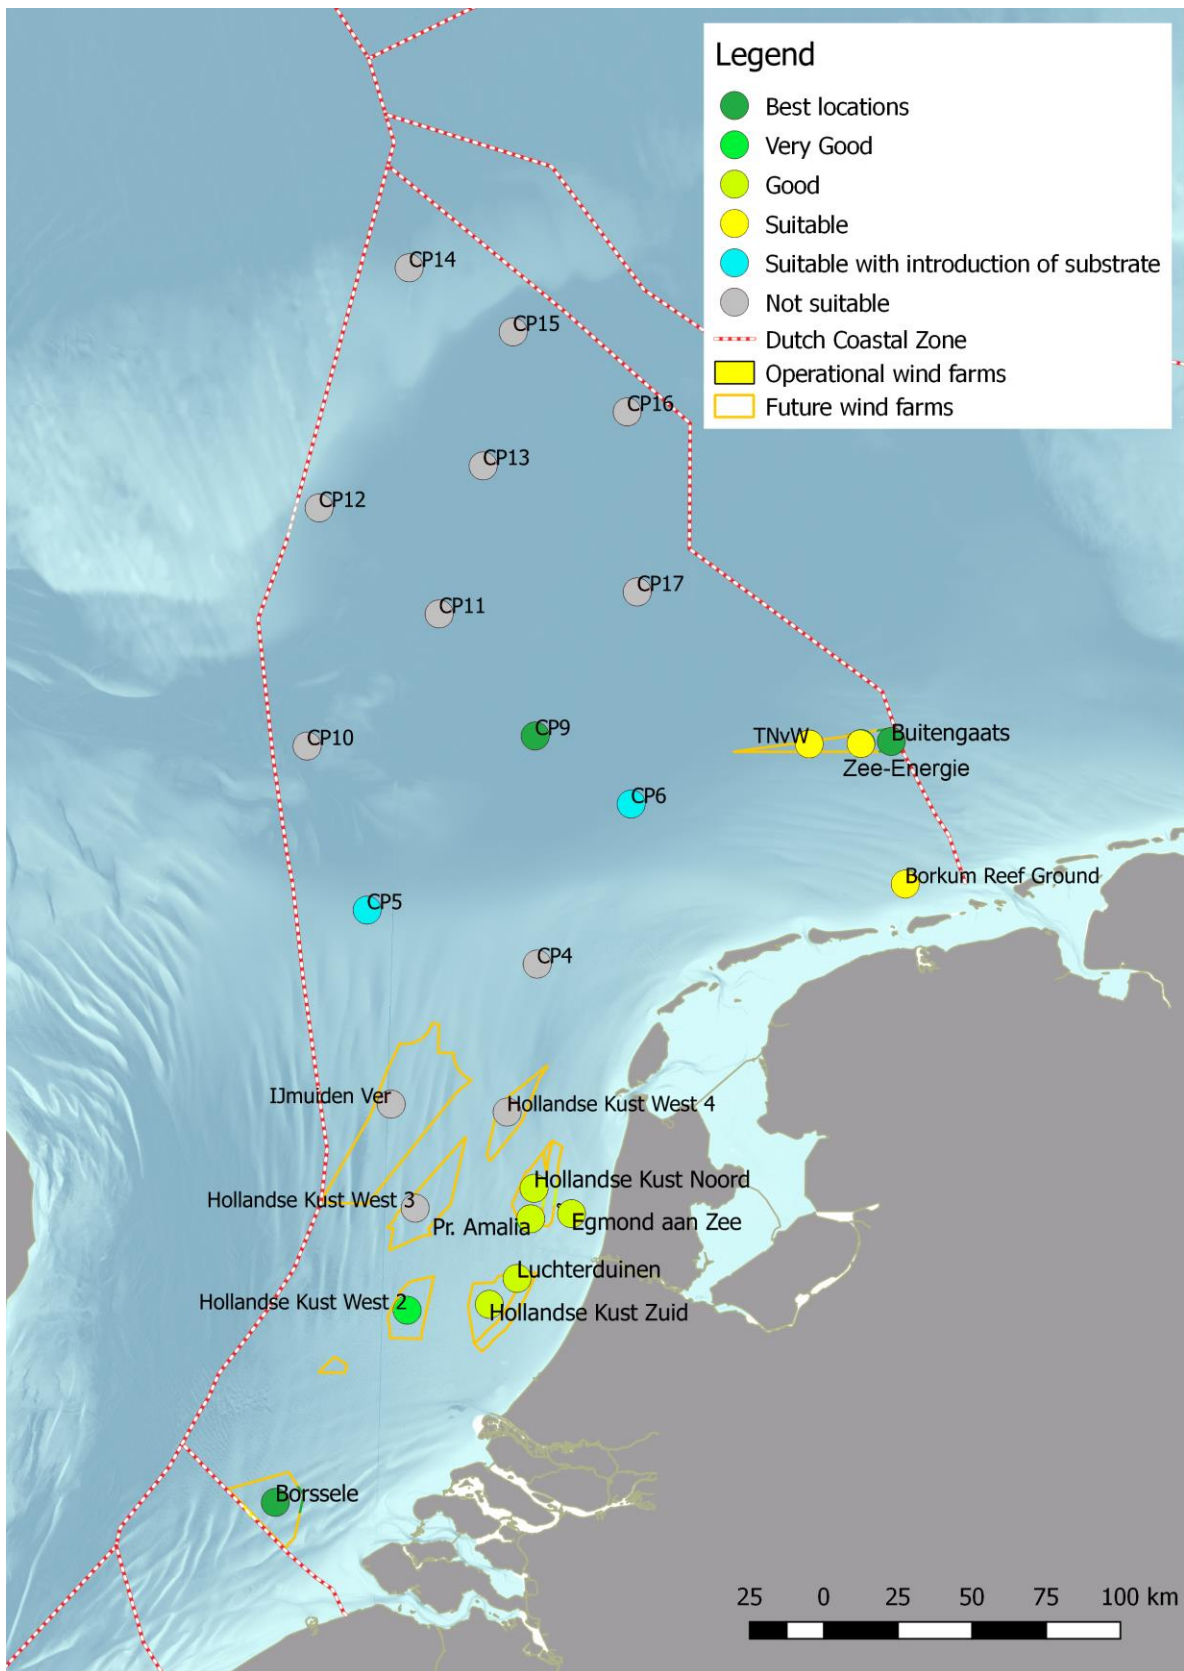 Legend
Best locations
Very Good
Good
Suitable
Suitable with introduction of substrate
Not suitable
Dutch Coastal Zone
Operational wind farms
Future wind farms
CP14
CP15
CP16
CP13
CP12
CP17
CP11
CP9
CP10
TNvW
Buitengaats
Zee-Energie
CP6
Borkum Reef Ground
CP5
CP4
IJmuiden Ver
Hollandse Kust West 4
Hollandse Kust Noord
Hollandse Kust West 3
Pr. Amalia
Egmond aan Zee
Luchterduinen
Hollandse Kust West 2
Hollandse Kust Zuid
Borssele
25 0 25 50 75 100 km